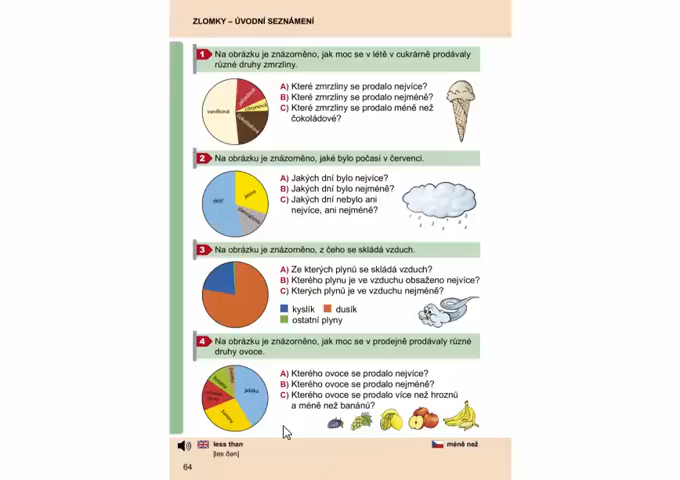 ZLOMKY – ÚVODNÍ SEZNÁMENÍ
1 Na obrázku je znázorněno, jak moc se v létě v cukrárně prodávaly
různé druhy zmrzliny.
vanilková
jahodová
citronová
čokoládová
A) Které zmrzliny se prodalo nejvíce?
B) Které zmrzliny se prodalo nejméně?
C) Které zmrzliny se prodalo méně než
čokoládové?
2 Na obrázku je znázorněno, jaké bylo počasí v červenci.
déšť
jasno
zamračeno
A) Jakých dní bylo nejvíce?
B) Jakých dní bylo nejméně?
C) Jakých dní nebylo ani
nejvíce, ani nejméně?
3 Na obrázku je znázorněno, z čeho se skládá vzduch.
A) Ze kterých plynů se skládá vzduch?
B) Kterého plynu je ve vzduchu obsaženo nejvíce?
C) Kterých plynů je ve vzduchu nejméně?
kyslík dusík
ostatní plyny
4 Na obrázku je znázorněno, jak moc se v prodejně prodávaly různé
druhy ovoce.
jablka
banány
hrozny
A) Kterého ovoce se prodalo nejvíce?
B) Kterého ovoce se prodalo nejméně?
C) Kterého ovoce se prodalo více než hroznů
a méně než banánů?
less than
[les ðən]
méně než
64